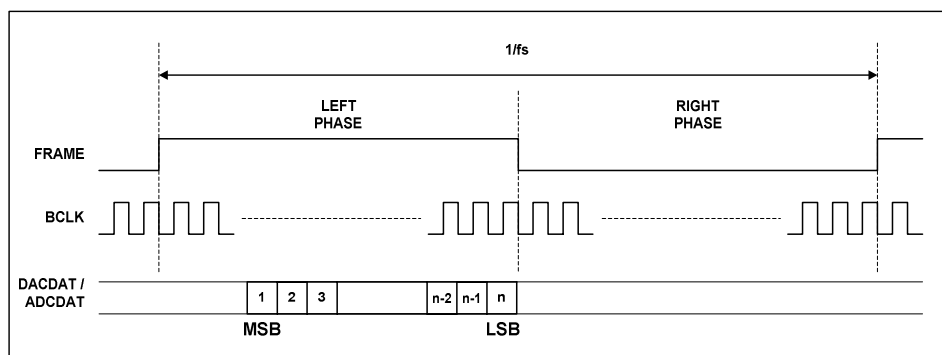 1/fs
LEFT
PHASE
RIGHT
PHASE
FRAME
BCLK
DACDAT /
ADCDAT
1 2 3 n-2 n-1 n
MSB LSB